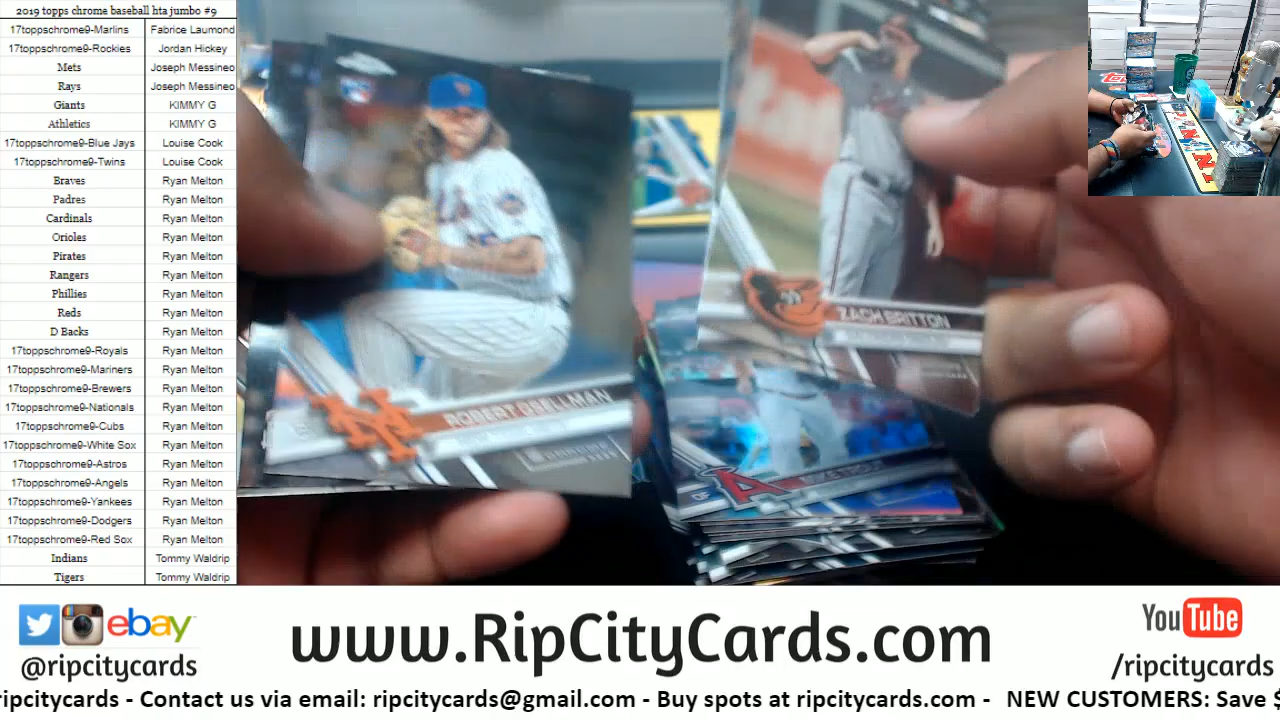 2019 topps chrome baseball hta jumbo #9
17toppschrome9-Marlins Fabrice Laumond
17toppschrome9-Rockies Jordan Hickey
Mets Joseph Messineo
Rays Joseph Messineo
Giants KIMMY G
Athletics KIMMY G
17toppschrome9-Blue Jays Louise Cook
17toppschrome9-Twins Louise Cook
Braves Ryan Melton
Padres Ryan Melton
Cardinals Ryan Melton
Orioles Ryan Melton
Pirates Ryan Melton
Rangers Ryan Melton
Phillies Ryan Melton
Reds Ryan Melton
D Backs Ryan Melton
17toppschrome9-Royals Ryan Melton
17toppschrome9-Mariners Ryan Melton
17toppschrome9-Brewers Ryan Melton
17toppschrome9-Nationals Ryan Melton
17toppschrome9-Cubs Ryan Melton
17toppschrome9-White Sox Ryan Melton
17toppschrome9-Astros Ryan Melton
17toppschrome9-Angels Ryan Melton
17toppschrome9-Yankees Ryan Melton
17toppschrome9-Dodgers Ryan Melton
17toppschrome9-Red Sox Ryan Melton
Indians Tommy Waldrip
Tigers Tommy Waldrip
ROBERT GSELLMAN
ZACH BRITTON
MIKE TROUT
ebay
@ripcitycards
www.RipCityCards.com
YouTube
/ripcitycards
ripcitycards - Contact us via email: ripcitycards@gmail.com - Buy spots at ripcitycards.com - NEW CUSTOMERS: Save $